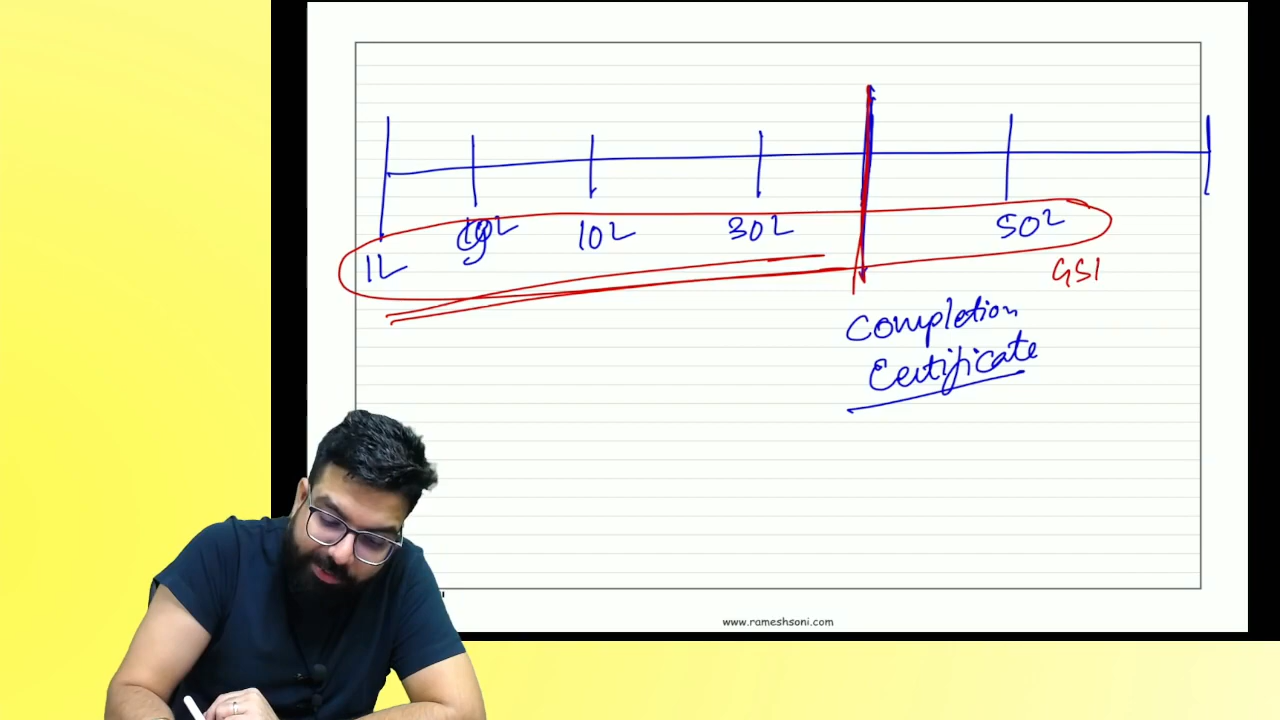 1L 10L 30L 50L
GST
Completion
Certificate
www.rameshsoni.com